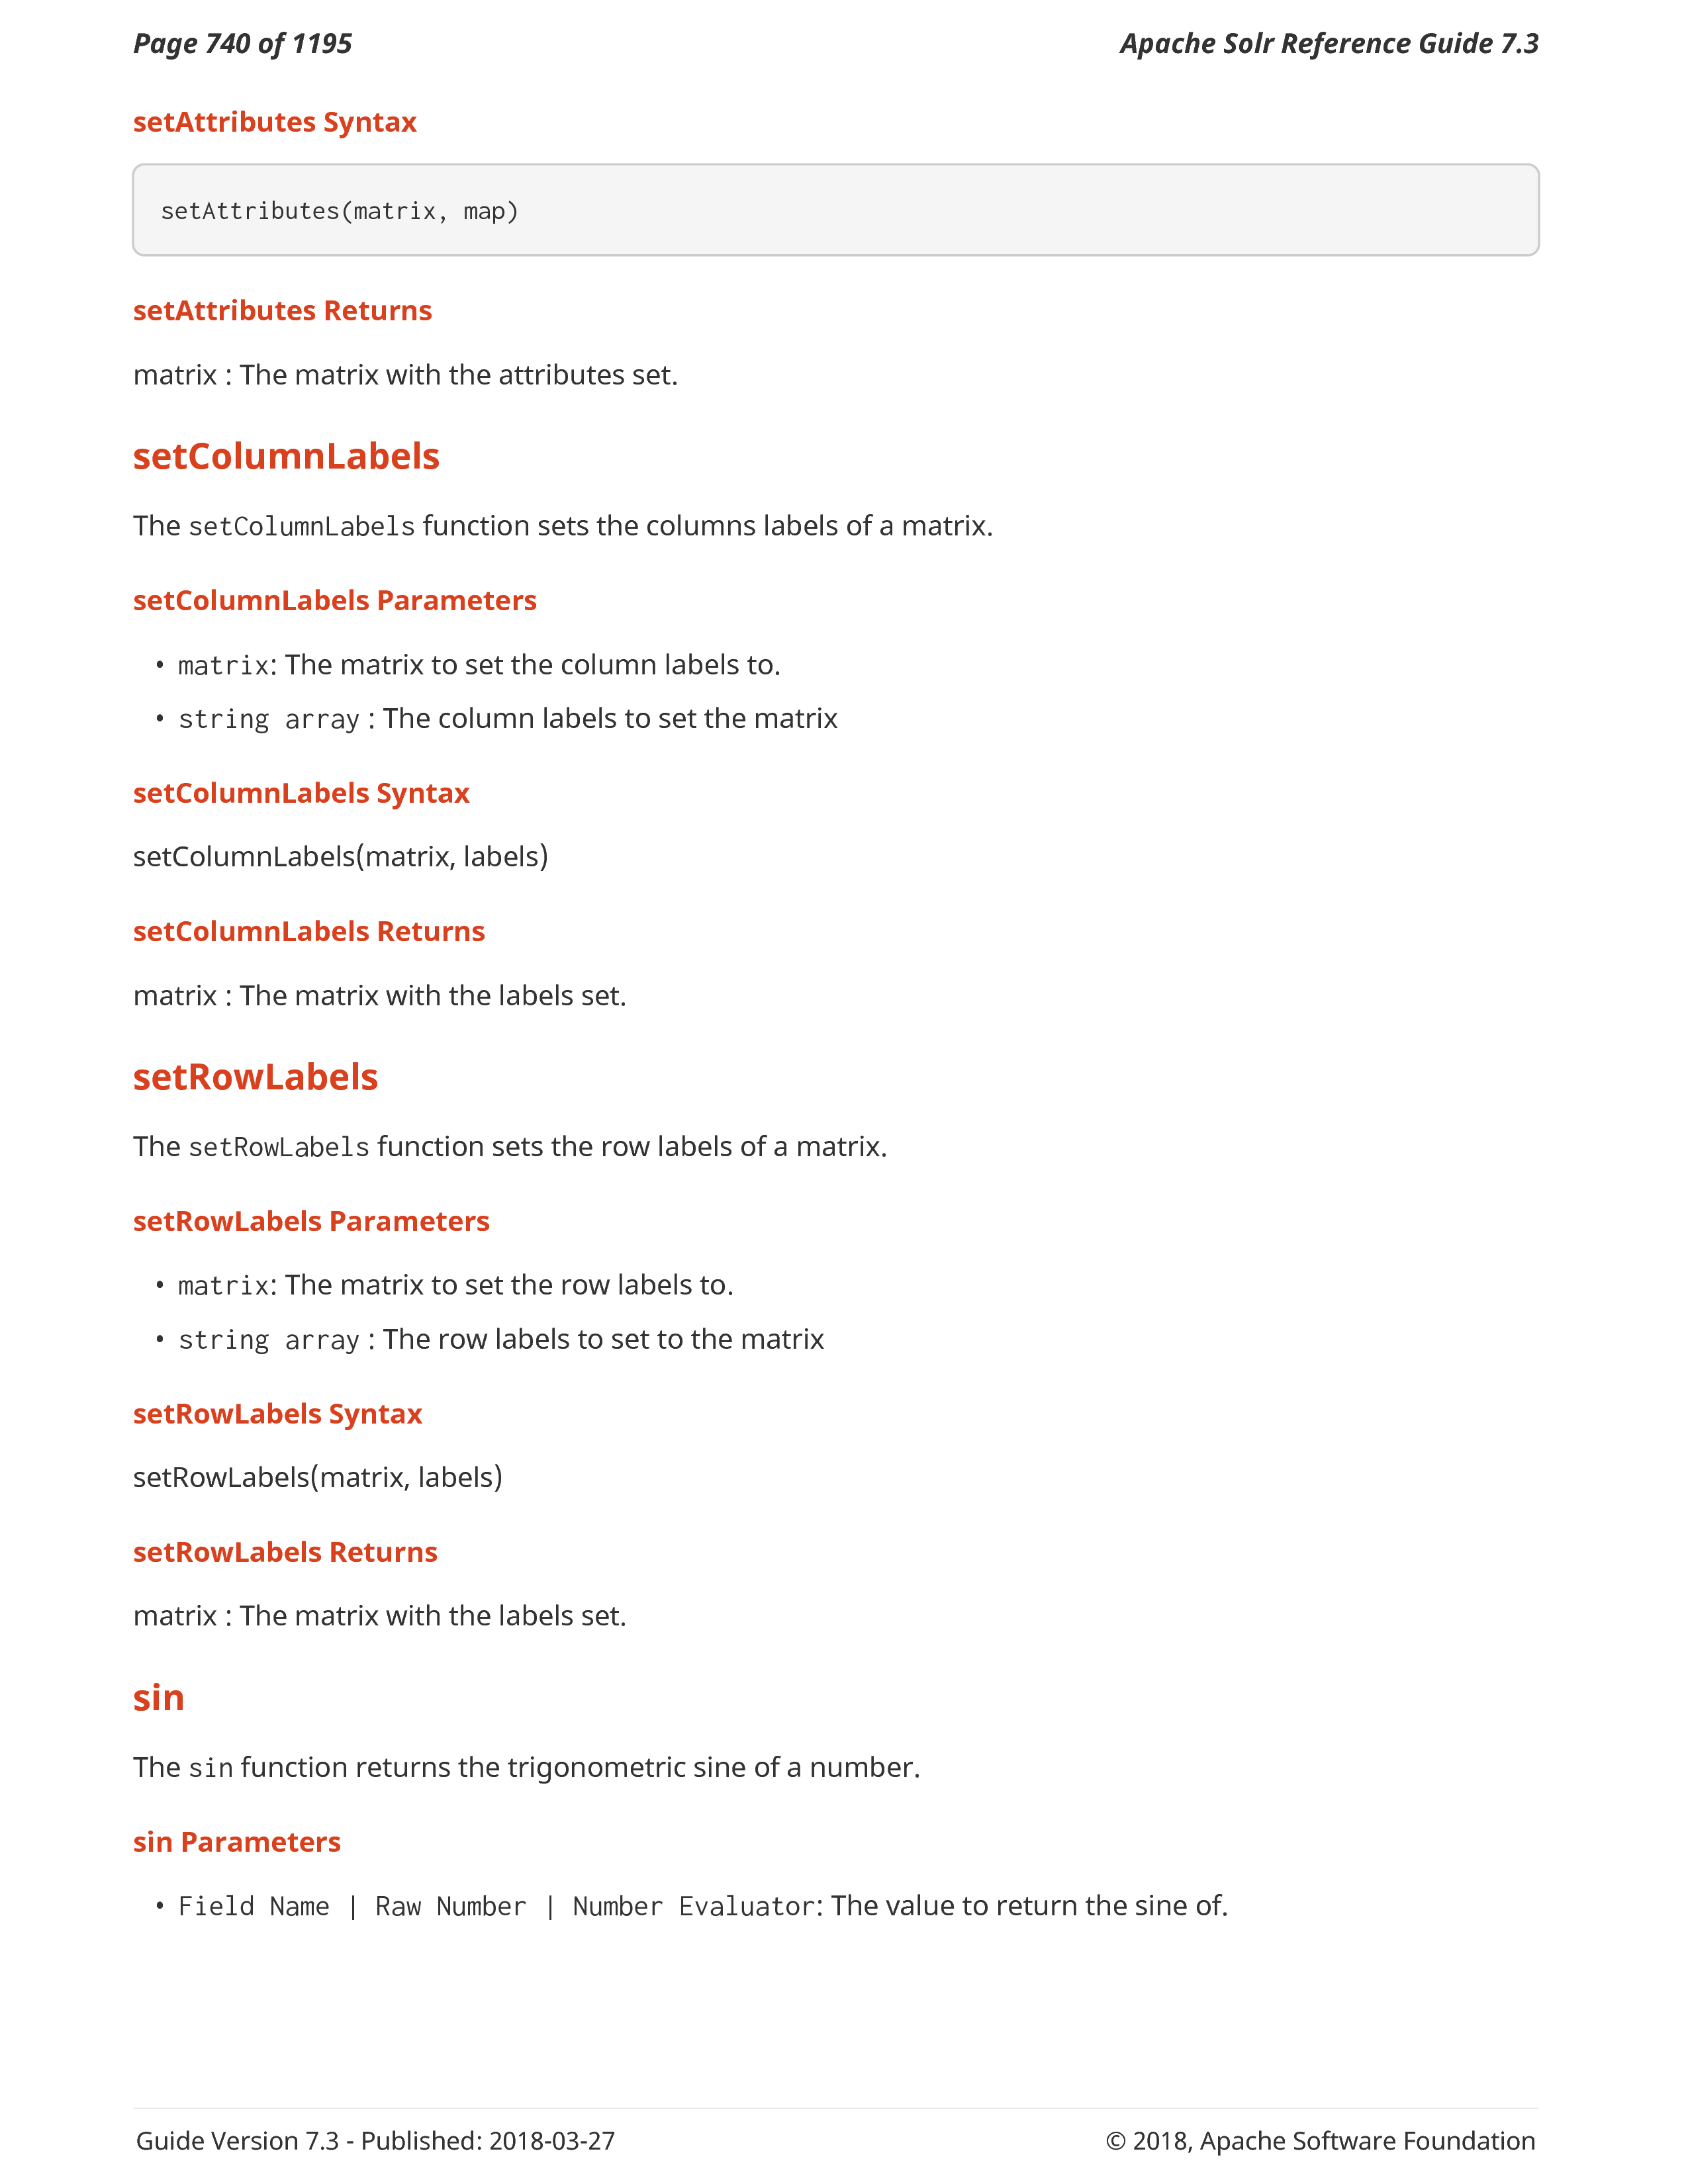 Page 740 of 1195
Apache Solr Reference Guide 7.3
setAttributes Syntax
setAttributes(matrix, map)
setAttributes Returns
matrix : The matrix with the attributes set.
setColumnLabels
The setColumnLabels function sets the columns labels of a matrix.
setColumnLabels Parameters
• matrix: The matrix to set the column labels to.
• string array : The column labels to set the matrix
setColumnLabels Syntax
setColumnLabels(matrix, labels)
setColumnLabels Returns
matrix : The matrix with the labels set.
setRowLabels
The setRowLabels function sets the row labels of a matrix.
setRowLabels Parameters
• matrix: The matrix to set the row labels to.
• string array : The row labels to set to the matrix
setRowLabels Syntax
setRowLabels(matrix, labels)
setRowLabels Returns
matrix : The matrix with the labels set.
sin
The sin function returns the trigonometric sine of a number.
sin Parameters
• Field Name | Raw Number | Number Evaluator: The value to return the sine of.
Guide Version 7.3 - Published: 2018-03-27
© 2018, Apache Software Foundation